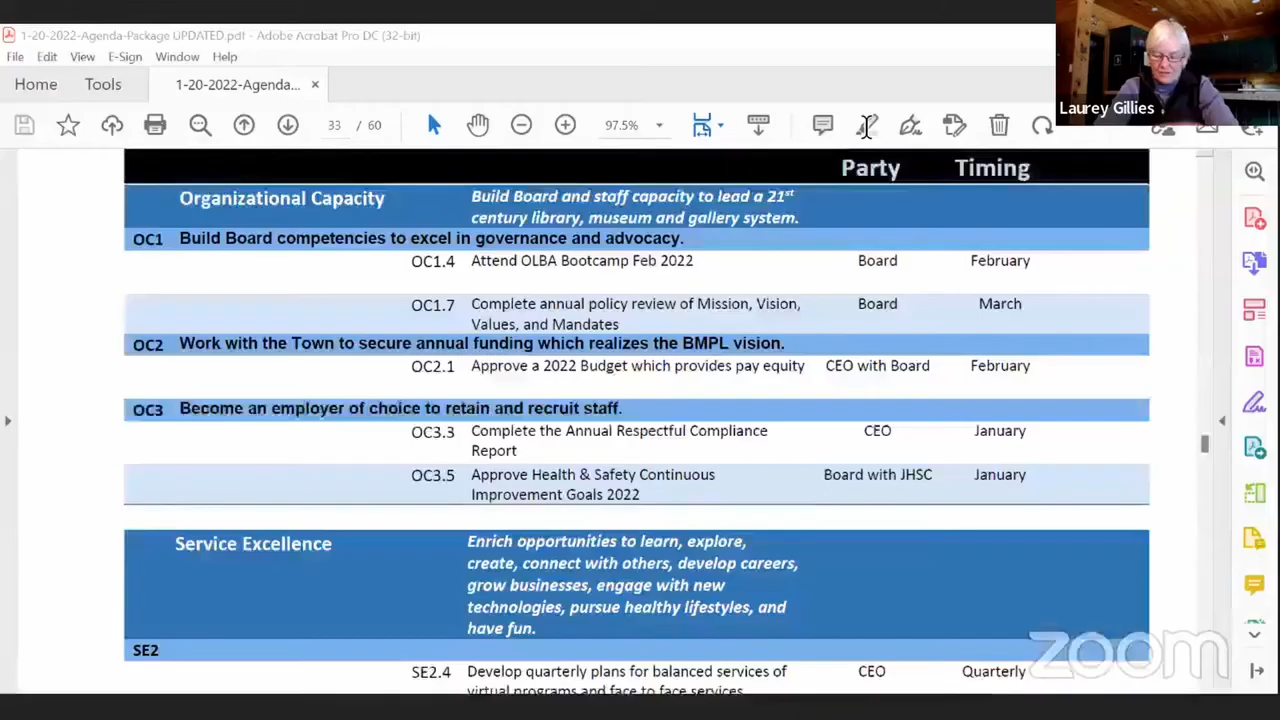 1-20-2022-Agenda-Package UPDATED.pdf - Adobe Acrobat Pro DC (32-bit)
File Edit View E-Sign Window Help
Home Tools 1-20-2022-Agenda... ×
33 / 60 97.5%
Laurey Gillies
Party Timing
Organizational Capacity Build Board and staff capacity to lead a 21st
century library, museum and gallery system.
OC1 Build Board competencies to excel in governance and advocacy.
OC1.4 Attend OLBA Bootcamp Feb 2022 Board February
OC1.7 Complete annual policy review of Mission, Vision, Board March
Values, and Mandates
OC2 Work with the Town to secure annual funding which realizes the BMPL vision.
OC2.1 Approve a 2022 Budget which provides pay equity CEO with Board February
OC3 Become an employer of choice to retain and recruit staff.
OC3.3 Complete the Annual Respectful Compliance CEO January
Report
OC3.5 Approve Health & Safety Continuous Board with JHSC January
Improvement Goals 2022
Service Excellence Enrich opportunities to learn, explore,
create, connect with others, develop careers,
grow businesses, engage with new
technologies, pursue healthy lifestyles, and
have fun.
SE2
SE2.4 Develop quarterly plans for balanced services of CEO Quarterly
virtual programs and face to face services
zoom